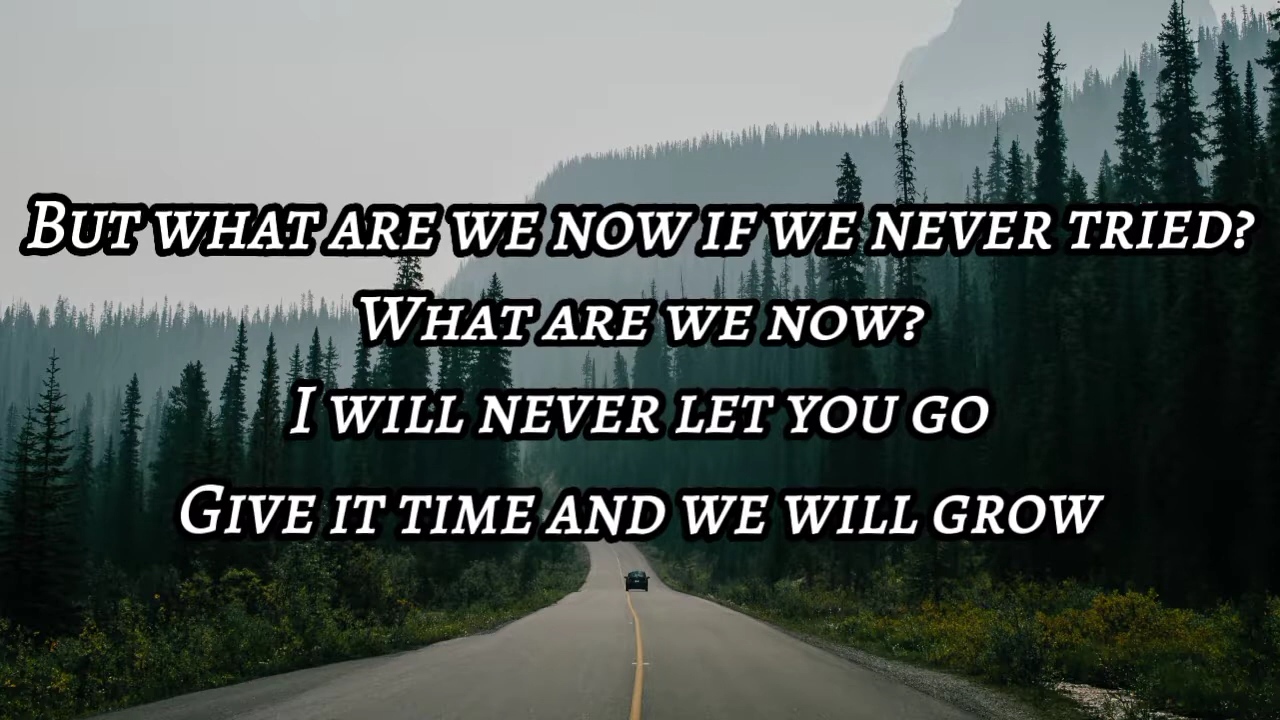 But what are we now if we never tried?
What are we now?
I will never let you go
Give it time and we will grow